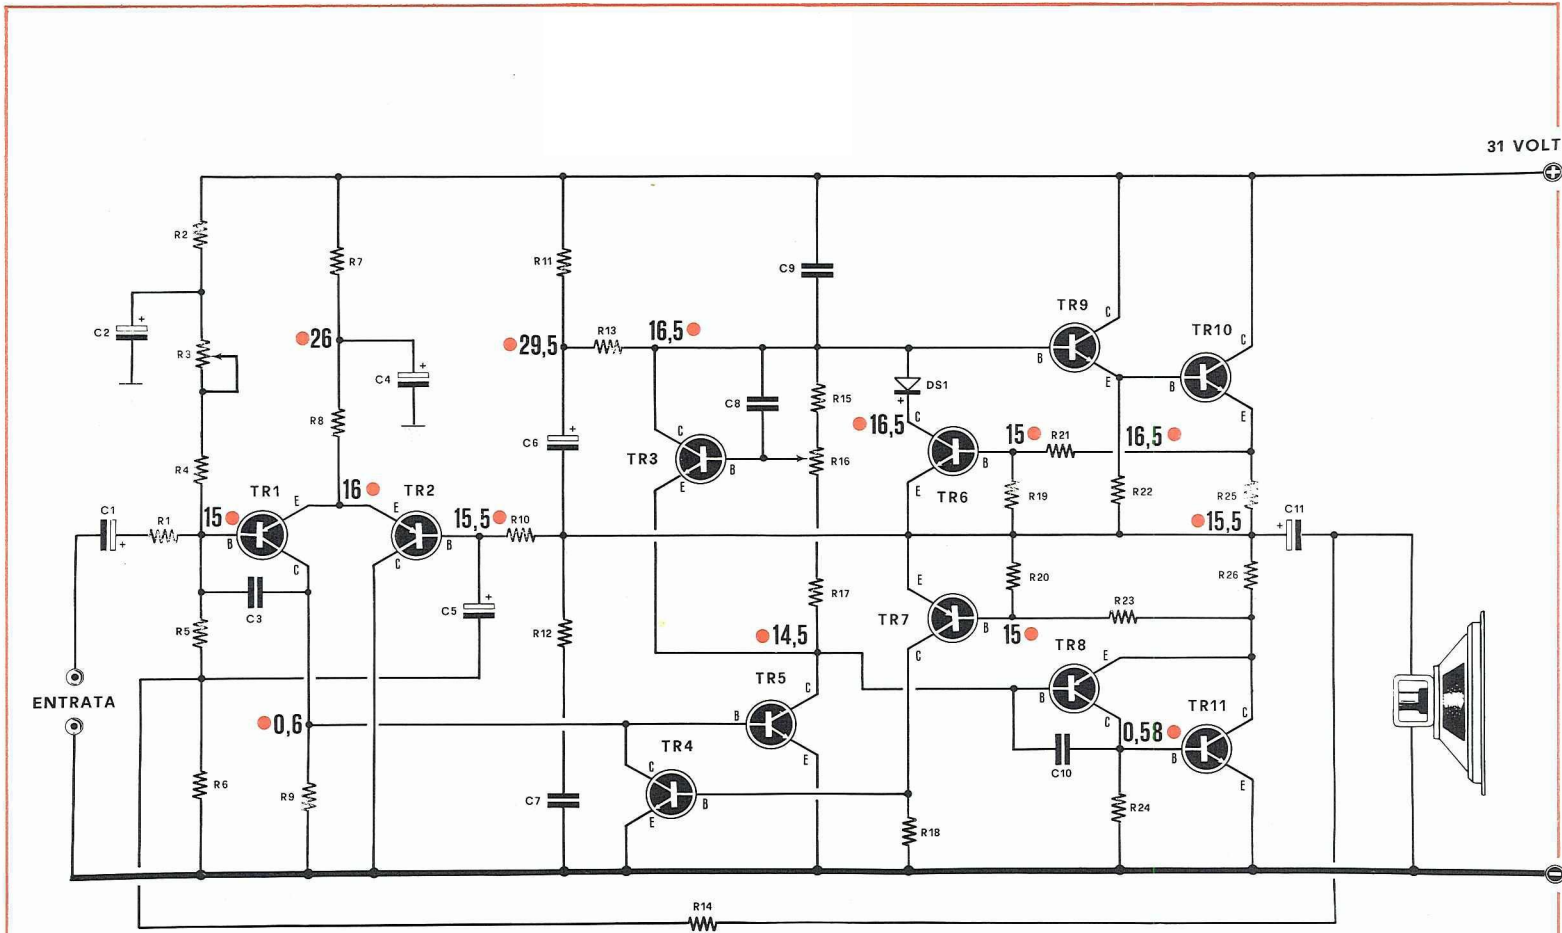 31 VOLT
+
R2
R7
R11
C9
C
TR9
C
TR10
C2
+
R3
26
C4
+
29,5
R13
16,5
B
E
B
C
E
R8
C8
R15
DS1
+
16,5
C
15
R21
16,5
R4
C6
+
TR3
C
B
E
R16
B
E
TR6
R19
R22
R25
C1
+
R1
15
TR1
E
16
TR2
E
15,5
R10
15,5
C11
+
B
C
C
B
C3
C5
+
R5
R12
R17
E
TR7
B
C
R20
15
R23
R26
14,5
TR8
E
B
C
ENTRATA
0,6
TR5
C
B
E
TR4
C
B
E
0,58
TR11
C
B
E
C10
R6
R9
C7
R18
R24
-
R14